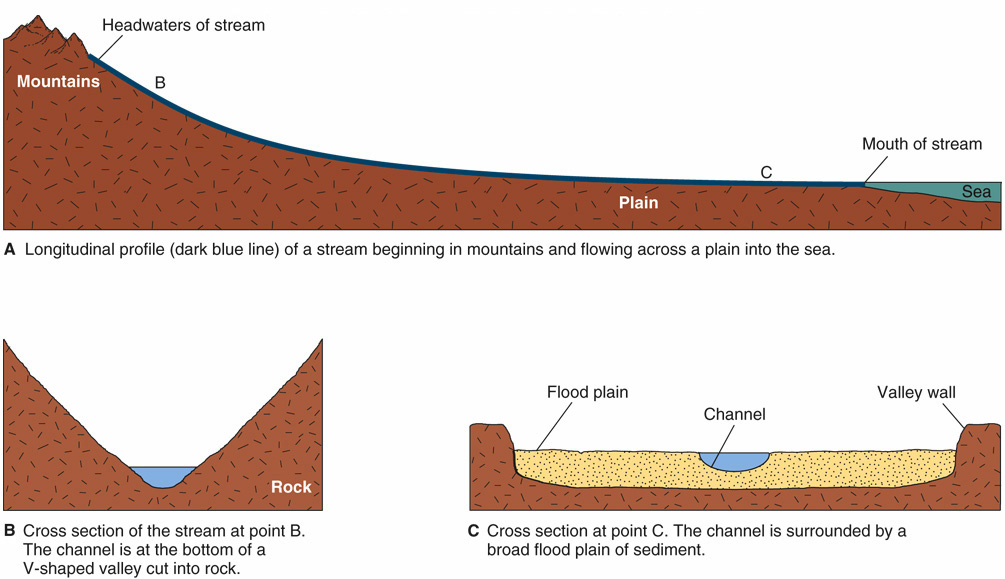 Headwaters of stream
Mountains
B
Mouth of stream
C
Sea
Plain
A Longitudinal profile (dark blue line) of a stream beginning in mountains and flowing across a plain into the sea.
Rock
B Cross section of the stream at point B.
The channel is at the bottom of a
V-shaped valley cut into rock.
Flood plain
Valley wall
Channel
C Cross section at point C. The channel is surrounded by a
broad flood plain of sediment.